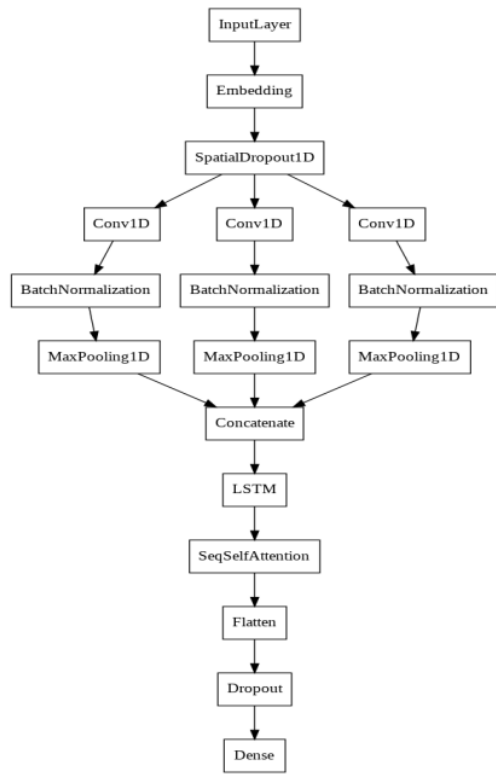 InputLayer
Embedding
SpatialDropout1D
Conv1D Conv1D Conv1D
BatchNormalization BatchNormalization BatchNormalization
MaxPooling1D MaxPooling1D MaxPooling1D
Concatenate
LSTM
SeqSelfAttention
Flatten
Dropout
Dense